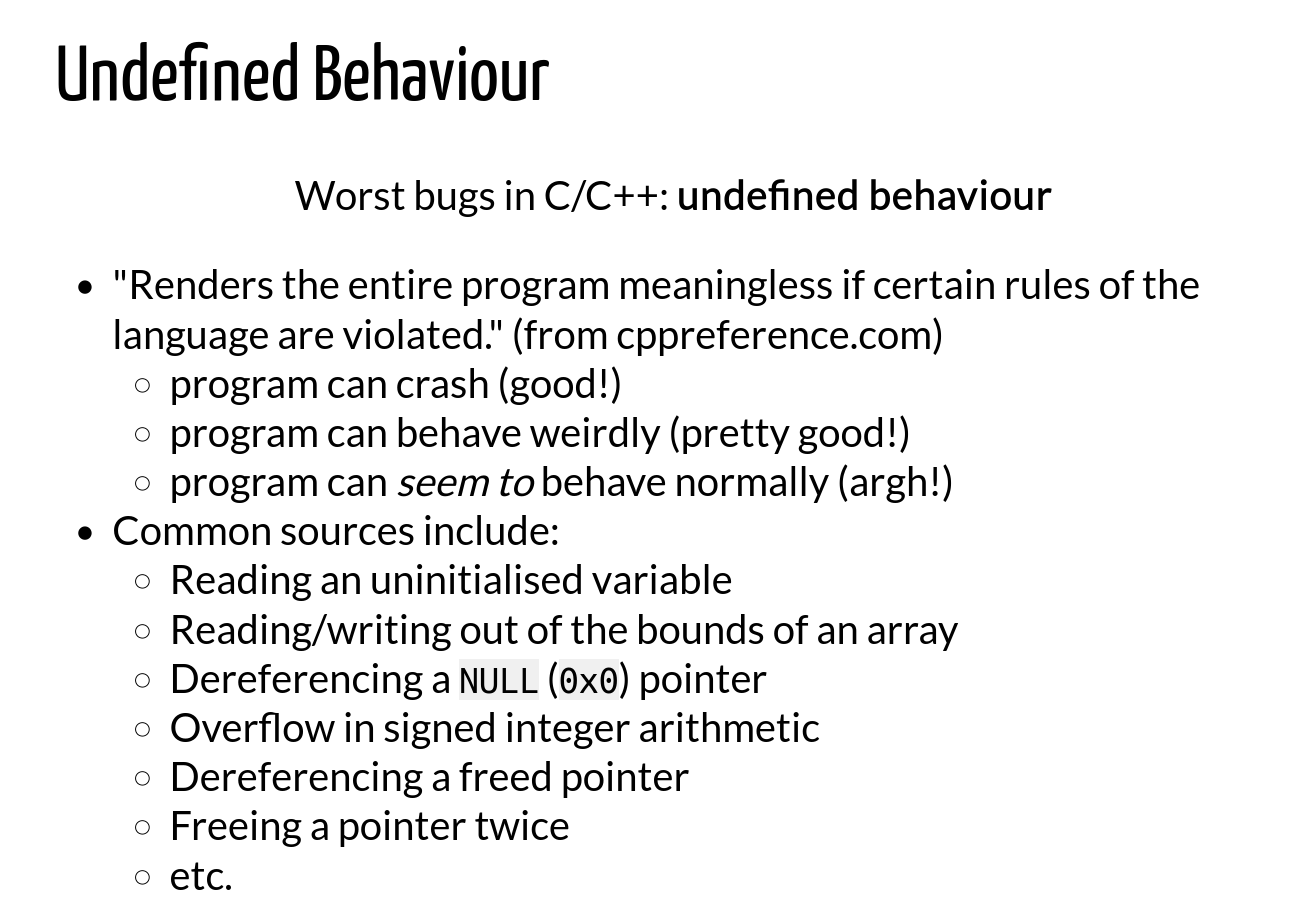 Undefined Behaviour
Worst bugs in C/C++: undefined behaviour
"Renders the entire program meaningless if certain rules of the
language are violated." (from cppreference.com)
program can crash (good!)
program can behave weirdly (pretty good!)
program can seem to behave normally (argh!)
Common sources include:
Reading an uninitialised variable
Reading/writing out of the bounds of an array
Dereferencing a NULL (0x0) pointer
Overflow in signed integer arithmetic
Dereferencing a freed pointer
Freeing a pointer twice
etc.